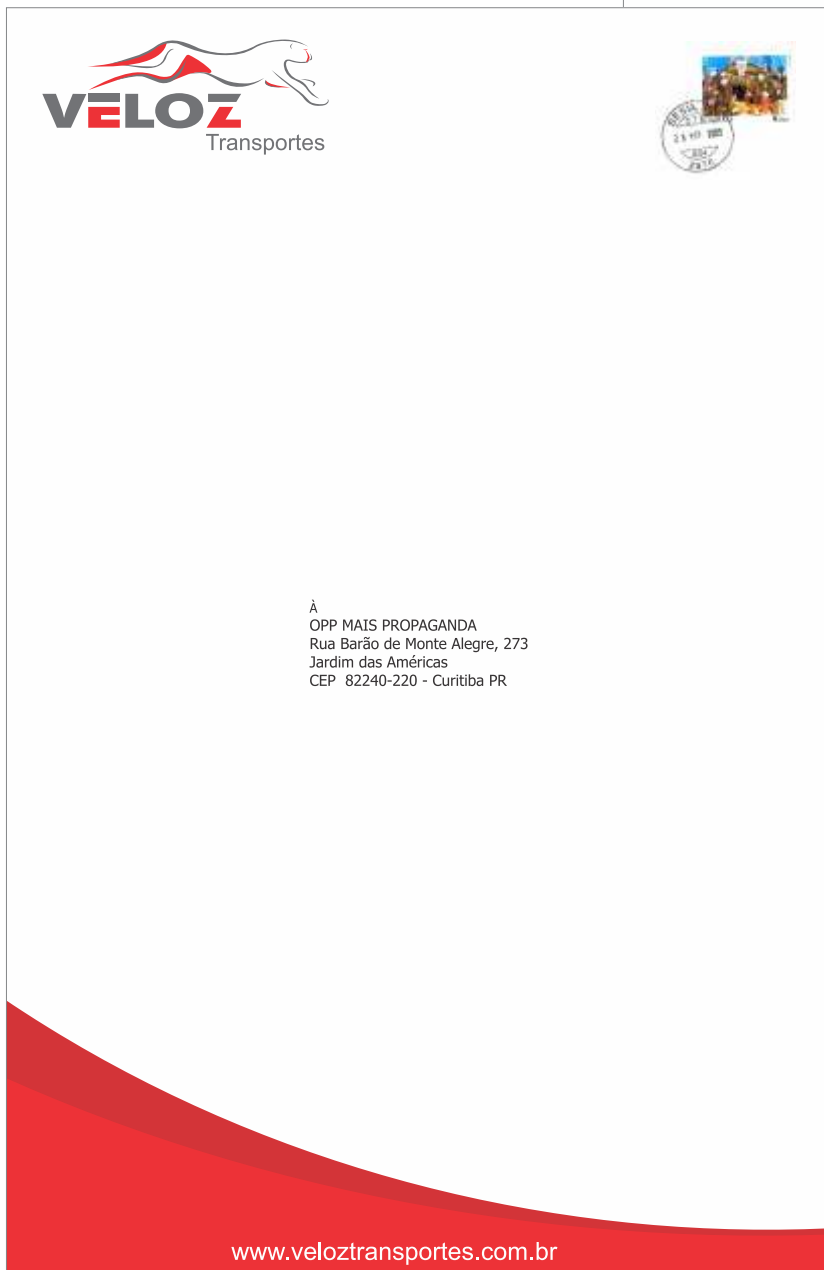 VELOZ
Transportes
À
OPP MAIS PROPAGANDA
Rua Barão de Monte Alegre, 273
Jardim das Américas
CEP 82240-220 - Curitiba PR
www.veloztransportes.com.br